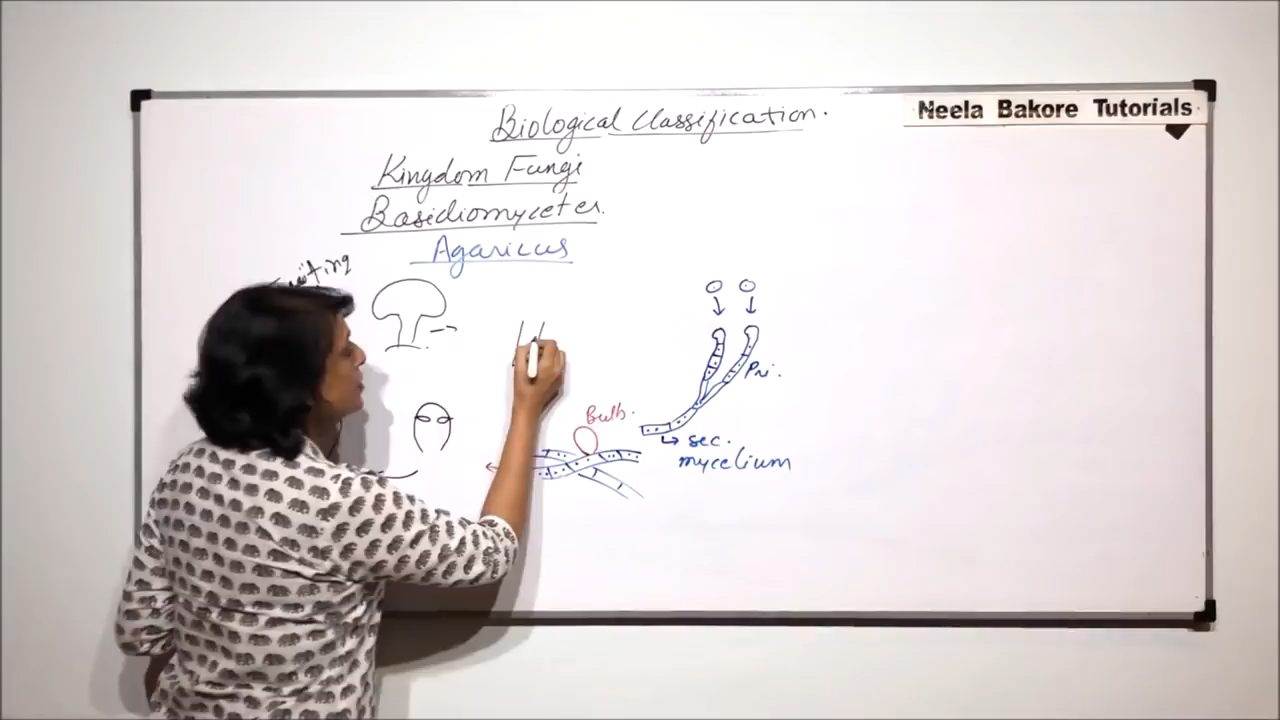 Neela Bakore Tutorials
Biological classification.
Kingdom Fungi
Basidiomycetes.
Agaricus
Pri.
Bulb.
sec.
mycelium